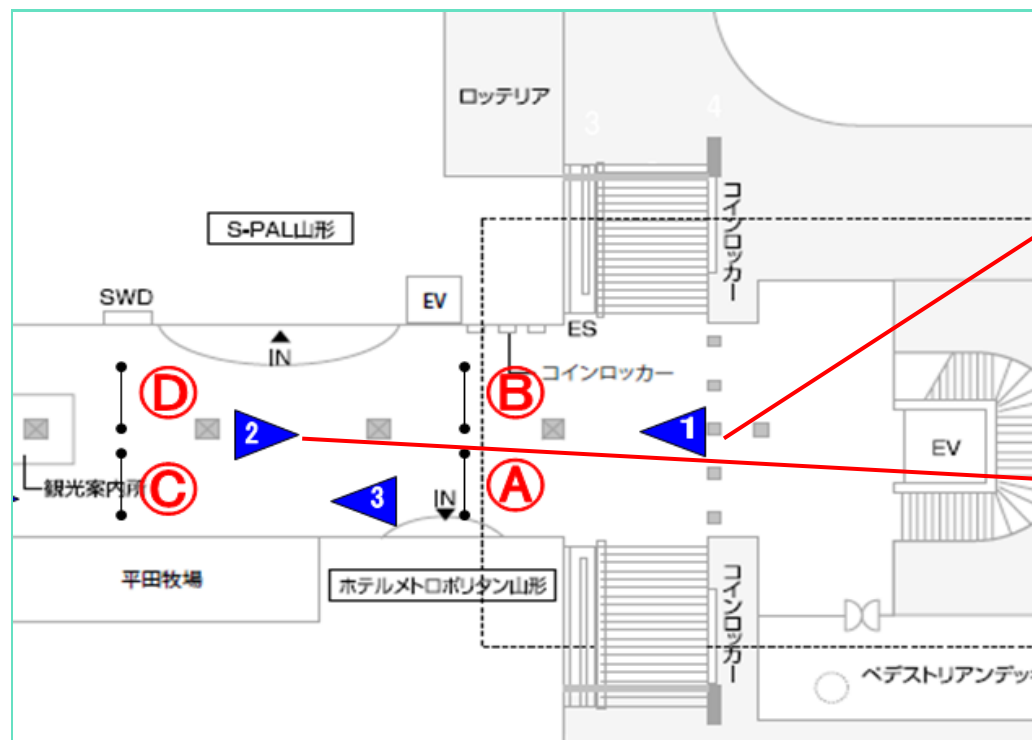 ロッテリア
3
4
コインロッカー
S-PAL山形
SWD
EV
IN
ES
コインロッカー
D
B
2
1
EV
観光案内所
C
3
IN
A
平田牧場
ホテルメトロポリタン山形
コインロッカー
ペデストリアンデッキ